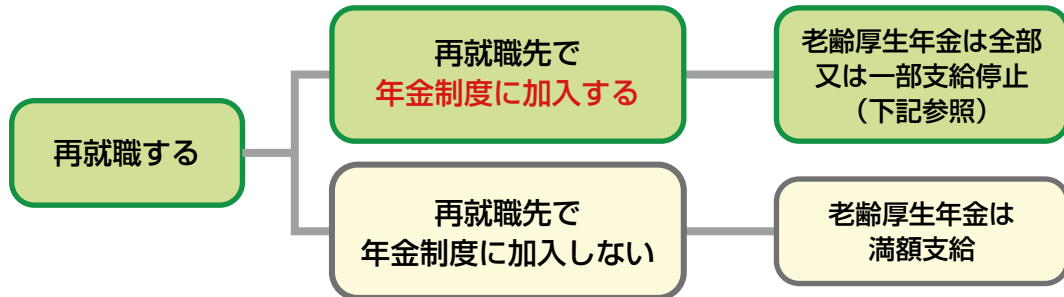 再就職する
再就職先で
年金制度に加入する
老齢厚生年金は全部
又は一部支給停止
（下記参照）
再就職先で
年金制度に加入しない
老齢厚生年金は
満額支給